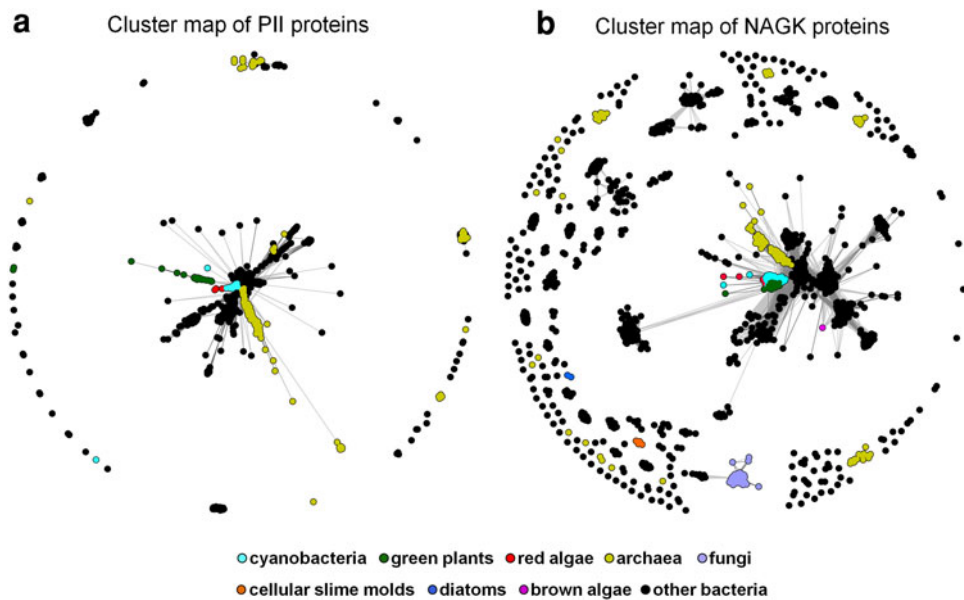 a Cluster map of PII proteins
b Cluster map of NAGK proteins
cyanobacteria green plants red algae archaea fungi
cellular slime molds diatoms brown algae other bacteria